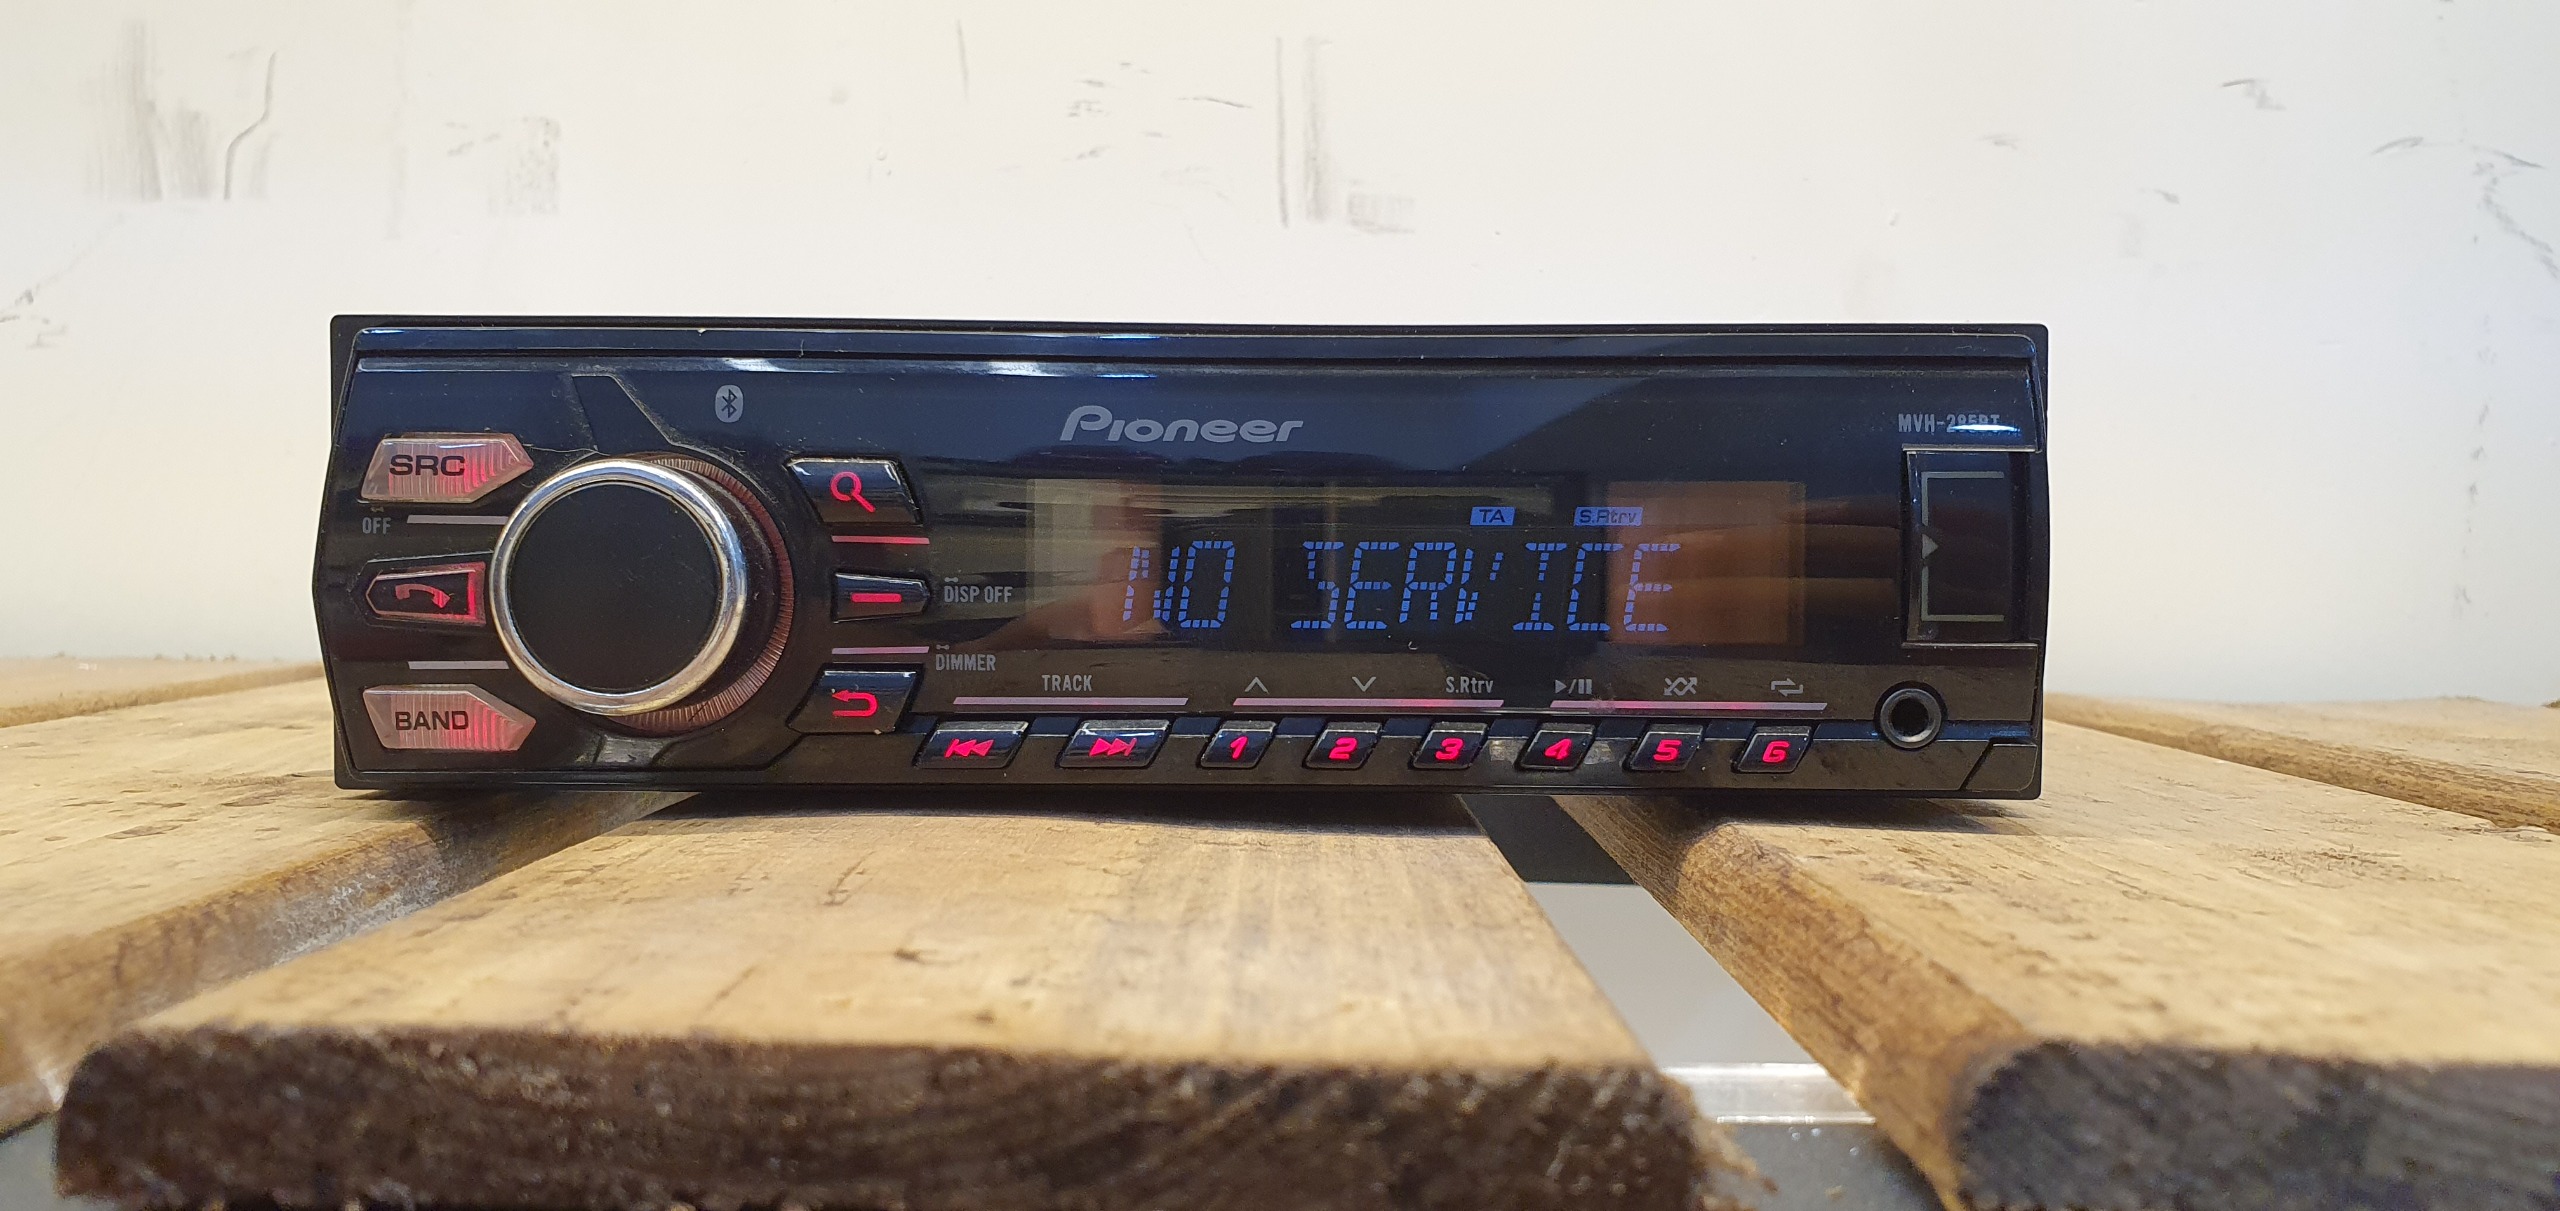 Pioneer
MVH-295BT
SRC
OFF
TA S.Rtrv
NO SERVICE
DISP OFF
DIMMER
BAND
TRACK S.Rtrv
1 2 3 4 5 6